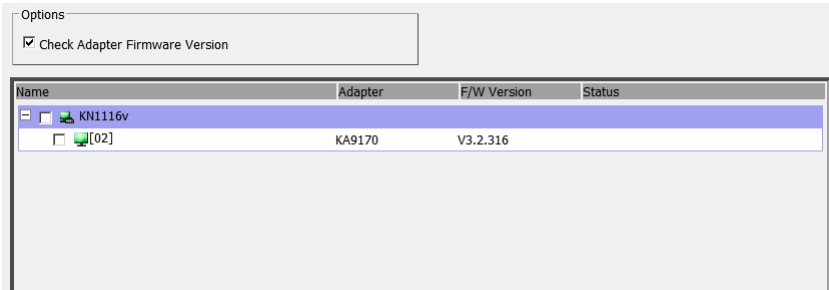 Options
Check Adapter Firmware Version
Name Adapter F/W Version Status
KN1116v
[02] KA9170 V3.2.316